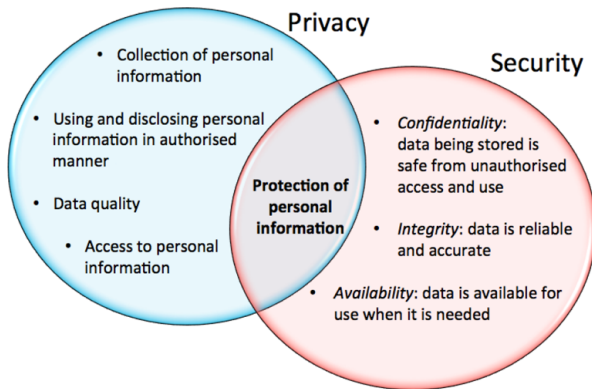 Privacy
• Collection of personal
information
• Using and disclosing personal
information in authorised
manner
• Data quality
• Access to personal
information
Protection of
personal
information
Security
• Confidentiality:
data being stored is
safe from unauthorised
access and use
• Integrity: data is reliable
and accurate
• Availability: data is available for
use when it is needed